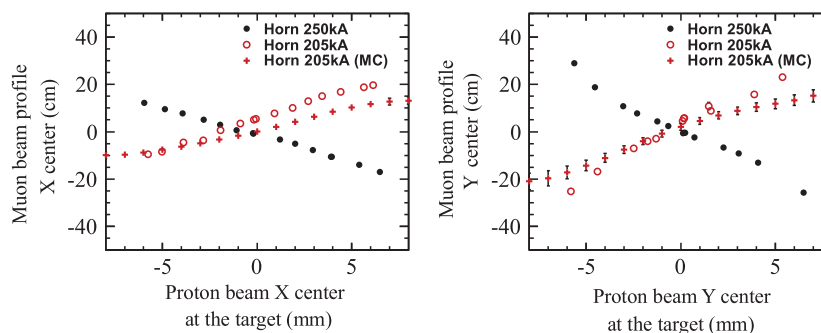 Muon beam profile
X center (cm)
40
20
0
-20
-40
Horn 250kA
Horn 205kA
Horn 205kA (MC)
-5
0
5
Proton beam X center
at the target (mm)
Muon beam profile
Y center (cm)
40
20
0
-20
-40
Horn 250kA
Horn 205kA
Horn 205kA (MC)
-5
0
5
Proton beam Y center
at the target (mm)